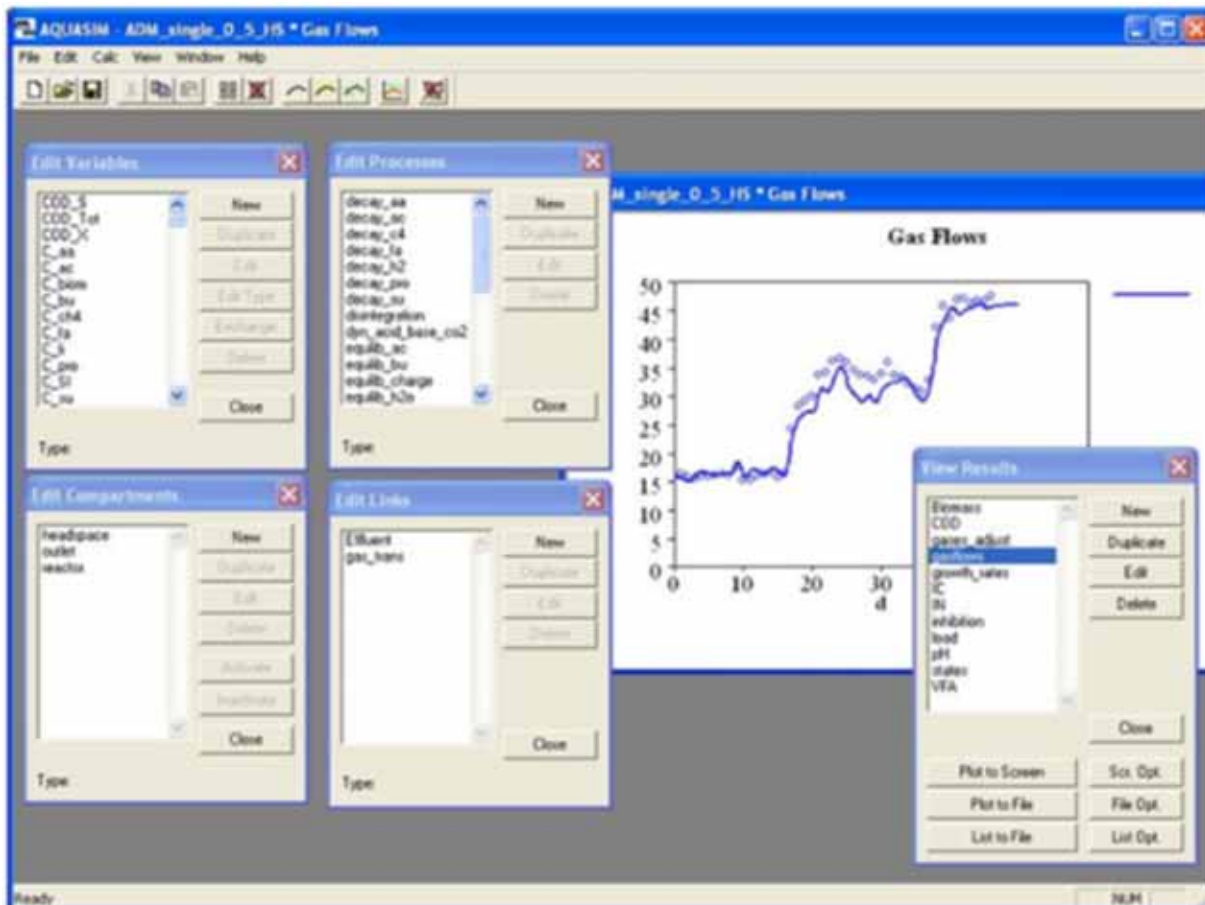 AQUASIM - ADM_single_0_5_HS * Gas Flows
File Edit Calc View Window Help
Edit Variables
COD_S
COD_Tot
COD_X
C_aa
C_ac
C_biom
C_bu
C_ch4
C_fa
C_li
C_pro
C_SI
C_su
New
Duplicate
Edit
Edit Type
Exchange
Delete
Close
Type:
Edit Processes
decay_aa
decay_ac
decay_c4
decay_fa
decay_h2
decay_pro
decay_su
disintegration
dyn_acid_base_co2
equilib_ac
equilib_bu
equilib_charge
equilib_h2o
New
Duplicate
Edit
Delete
Close
Type:
M_single_0_5_HS * Gas Flows
Gas Flows
50
45
40
35
30
25
20
15
10
5
0
0 10 20 30
d
Edit Compartments
headspace
outlet
reactor
New
Duplicate
Edit
Delete
Activate
Inactivate
Close
Type:
Edit Links
Effluent
gas_trans
New
Duplicate
Edit
Delete
Close
Type:
View Results
Biomass
COD
gases_adjust
gasflows
growth_rates
IC
IN
inhibition
load
pH
states
VFA
New
Duplicate
Edit
Delete
Close
Plot to Screen Scr. Opt.
Plot to File File Opt.
List to File List Opt.
Ready NUM